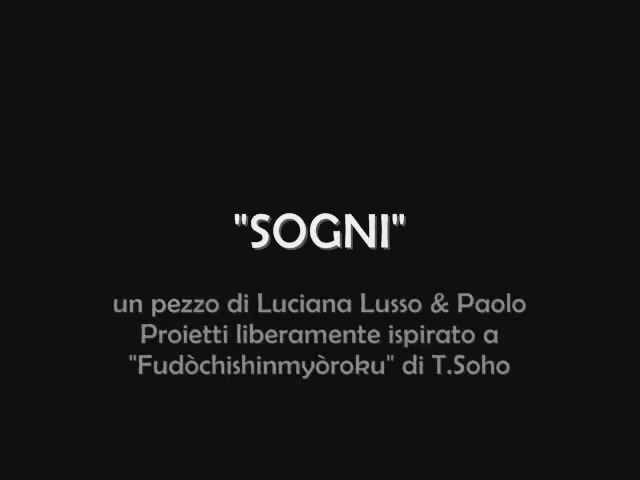 "SOGNI"
un pezzo di Luciana Lusso & Paolo
Proietti liberamente ispirato a
"Fudòchishinmyòroku" di T.Soho